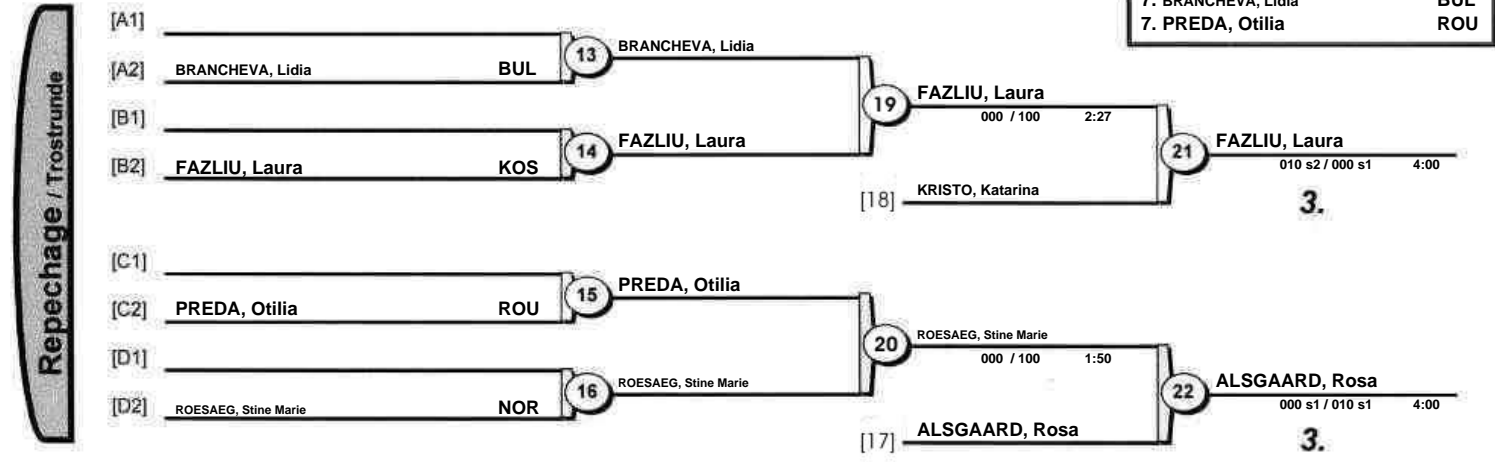 7. BRANCHEVA, Lidia BUL
7. PREDA, Otilia ROU
Repechage / Trostrunde
[A1]
[A2] BRANCHEVA, Lidia BUL
[B1]
[B2] FAZLIU, Laura KOS
13 BRANCHEVA, Lidia
14 FAZLIU, Laura
19 FAZLIU, Laura
000 / 100 2:27
[18] KRISTO, Katarina
21 FAZLIU, Laura
010 s2 / 000 s1 4:00
3.
[C1]
[C2] PREDA, Otilia ROU
[D1]
[D2] ROESAEG, Stine Marie NOR
15 PREDA, Otilia
16 ROESAEG, Stine Marie
20 ROESAEG, Stine Marie
000 / 100 1:50
[17] ALSGAARD, Rosa
22 ALSGAARD, Rosa
000 s1 / 010 s1 4:00
3.